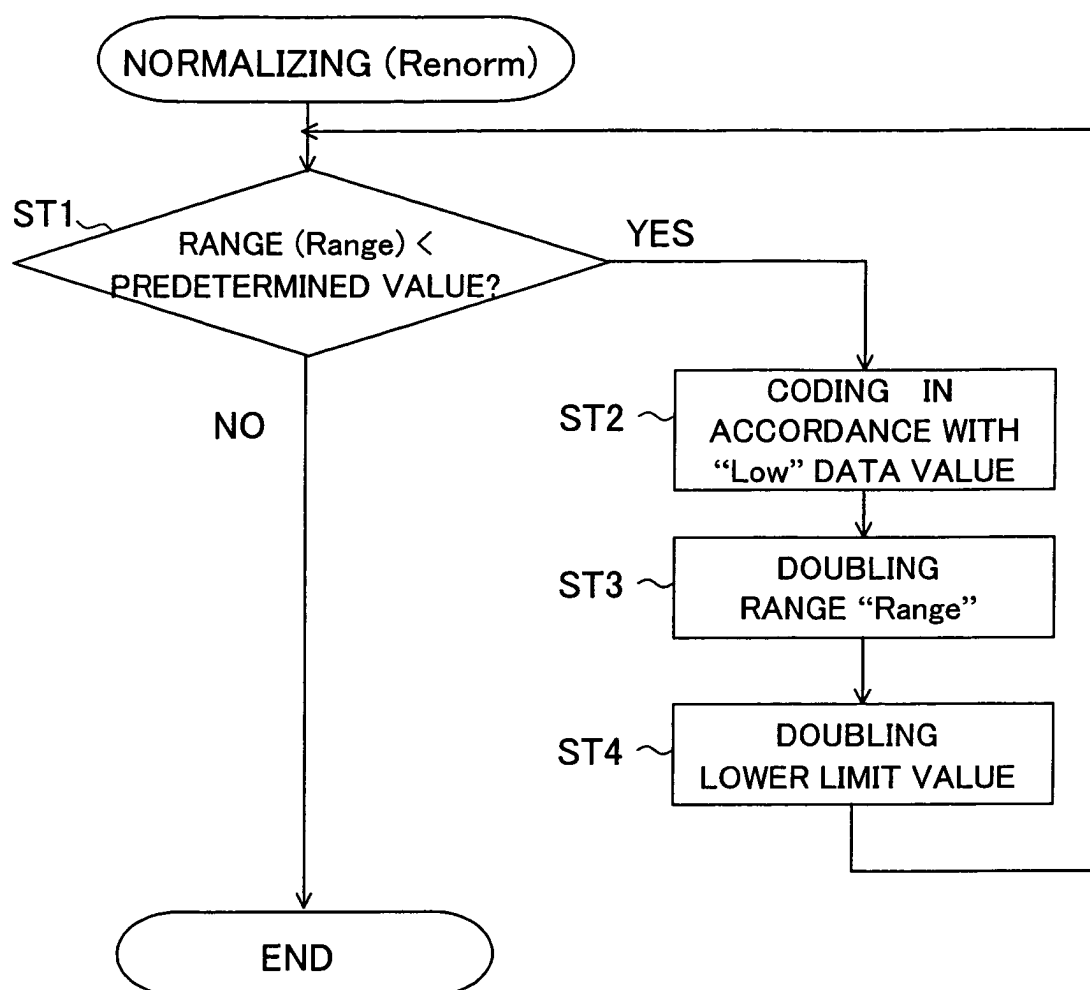 NORMALIZING (Renorm)
ST1
RANGE (Range) <
PREDETERMINED VALUE?
YES
NO
ST2
CODING IN
ACCORDANCE WITH
“Low” DATA VALUE
ST3
DOUBLING
RANGE “Range”
ST4
DOUBLING
LOWER LIMIT VALUE
END